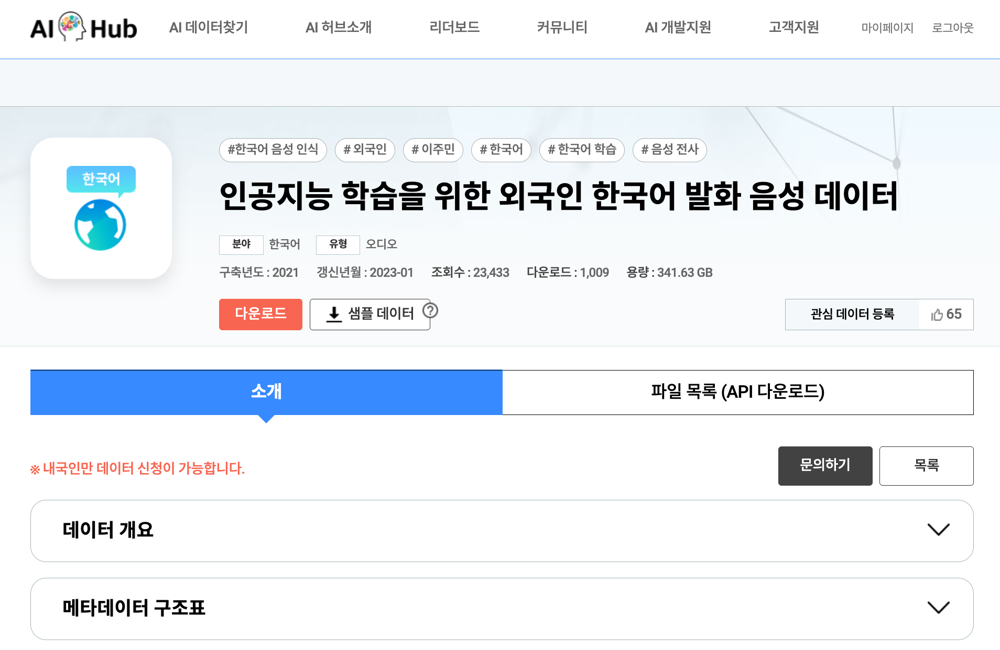 AI Hub
AI 데이터찾기 AI 허브소개 리더보드 커뮤니티 AI 개발지원 고객지원 마이페이지 로그아웃
한국어
#한국어 음성 인식 # 외국인 # 이주민 # 한국어 # 한국어 학습 # 음성 전사
인공지능 학습을 위한 외국인 한국어 발화 음성 데이터
분야 한국어 유형 오디오
구축년도 : 2021 갱신년월 : 2023-01 조회수 : 23,433 다운로드 : 1,009 용량 : 341.63 GB
다운로드 샘플 데이터 ? 관심 데이터 등록 65
소개 파일 목록 (API 다운로드)
※ 내국인만 데이터 신청이 가능합니다. 문의하기 목록
데이터 개요
메타데이터 구조표